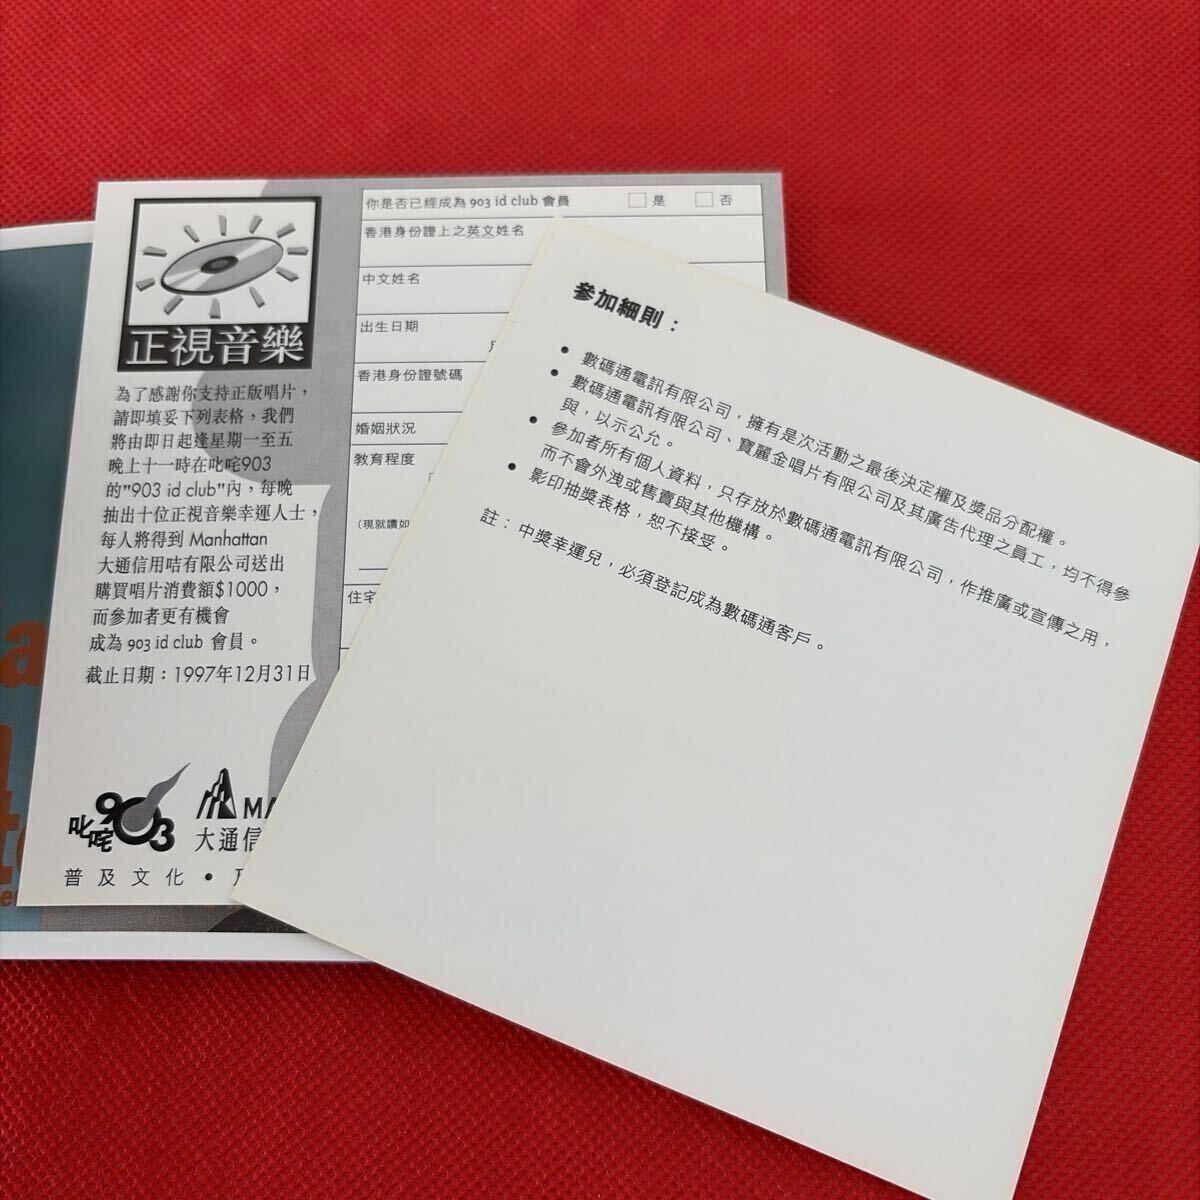 正視音樂
為了感謝你支持正版唱片，
請即填妥下列表格，我們
將由即日起逢星期一至五
晚上十一時在叱咤903
的"903 id club"內，每晚
抽出十位正視音樂幸運人士，
每人將得到 Manhattan
大通信用咭有限公司送出
購買唱片消費額$1000，
而參加者更有機會
成為 903 id club 會員。
截止日期：1997年12月31日
叱咤903
MA
大通信
普及文化・
你是否已經成為 903 id club 會員 是 否
香港身份證上之英文姓名
中文姓名
出生日期
香港身份證號碼
婚姻狀況
教育程度
（現就讀如
住宅
參加細則：
• 數碼通電訊有限公司，擁有是次活動之最後決定權及獎品分配權。
• 數碼通電訊有限公司、寶麗金唱片有限公司及其廣告代理之員工，均不得參
與，以示公允。
• 參加者所有個人資料，只存放於數碼通電訊有限公司，作推廣或宣傳之用，
而不會外洩或售賣與其他機構。
• 影印抽獎表格，恕不接受。
註：中獎幸運兒，必須登記成為數碼通客戶。